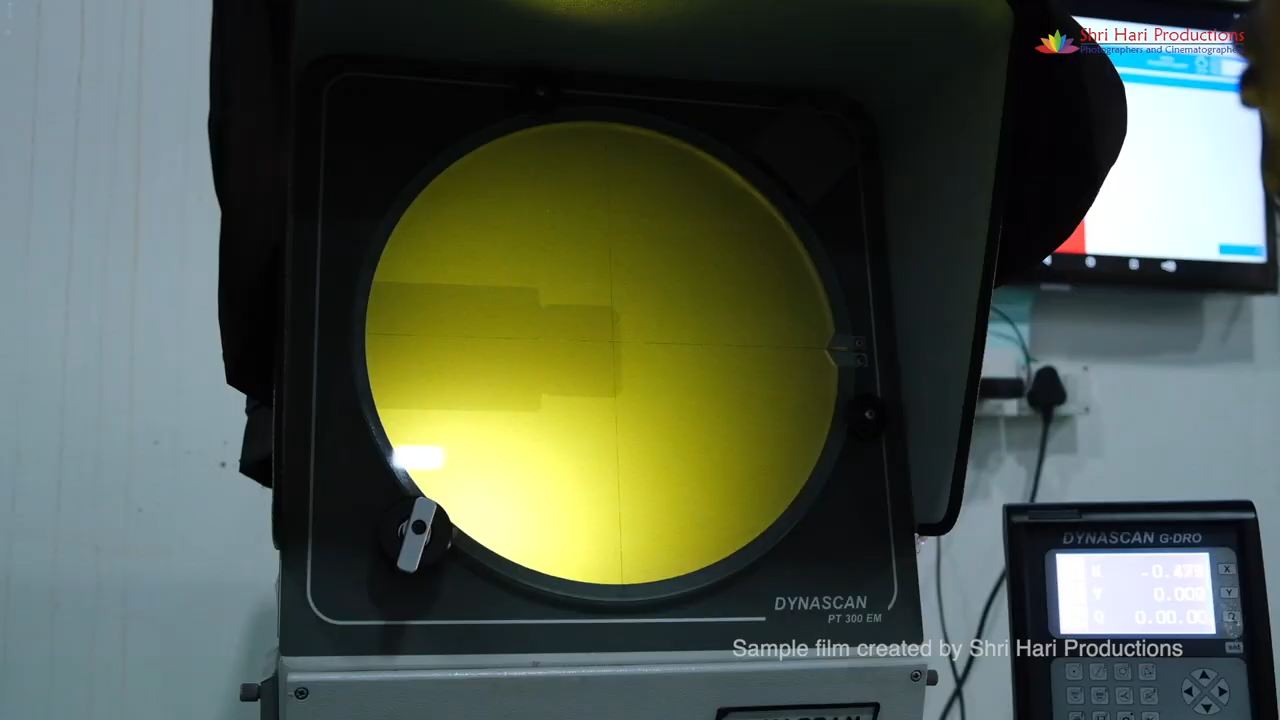 Shri Hari Productions
Photographers and Cinematographers
DYNASCAN G-DRO
X
Y
DYNASCAN
PT 300 EM
Sample film created by Shri Hari Productions